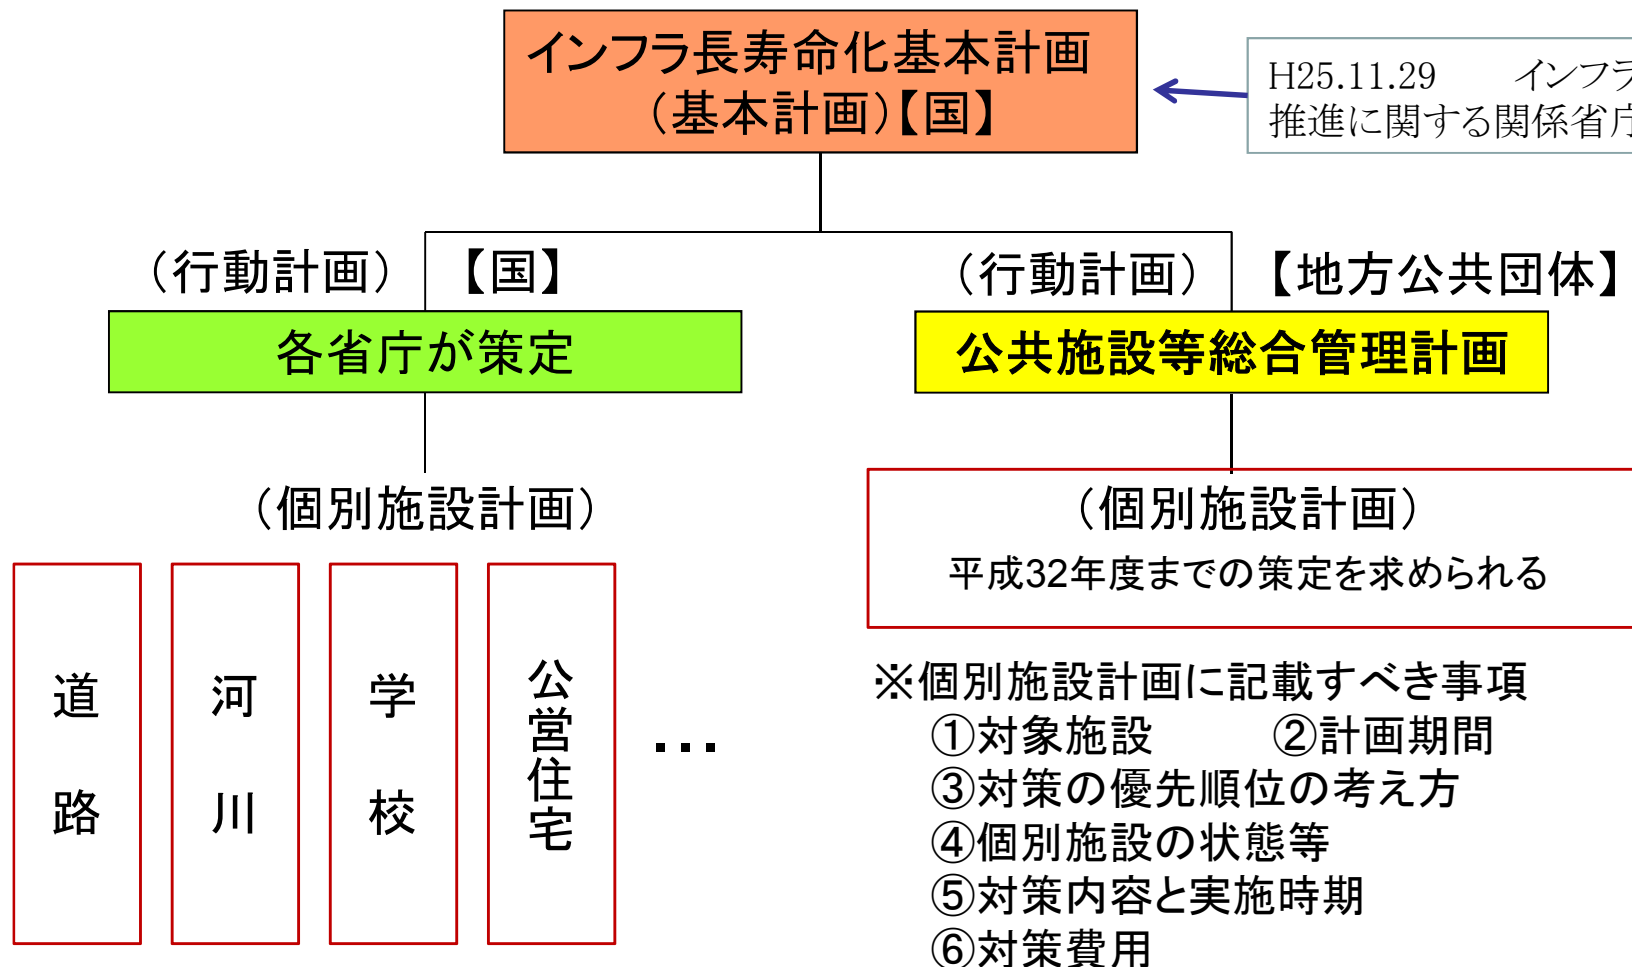 インフラ長寿命化基本計画
（基本計画）【国】
H25.11.29　　インフラ
推進に関する関係省庁
（行動計画）　【国】
（行動計画）　【地方公共団体】
各省庁が策定
公共施設等総合管理計画
（個別施設計画）
（個別施設計画）
平成32年度までの策定を求められる
道路
河川
学校
公営住宅
…
※個別施設計画に記載すべき事項
①対象施設　　②計画期間
③対策の優先順位の考え方
④個別施設の状態等
⑤対策内容と実施時期
⑥対策費用